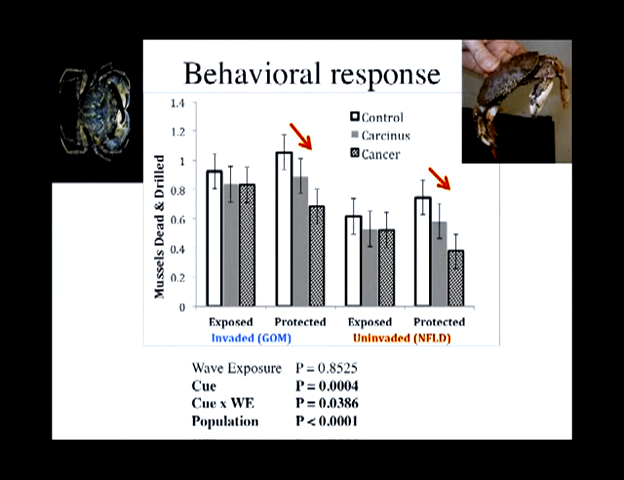 Behavioral response
1.4
1.2
1
0.8
0.6
0.4
0.2
0
Mussels Dead & Drilled
Control
Carcinus
Cancer
Exposed Protected Exposed Protected
Invaded (GOM) Uninvaded (NFLD)
Wave Exposure P = 0.8525
Cue P = 0.0004
Cue x WE P = 0.0386
Population P < 0.0001